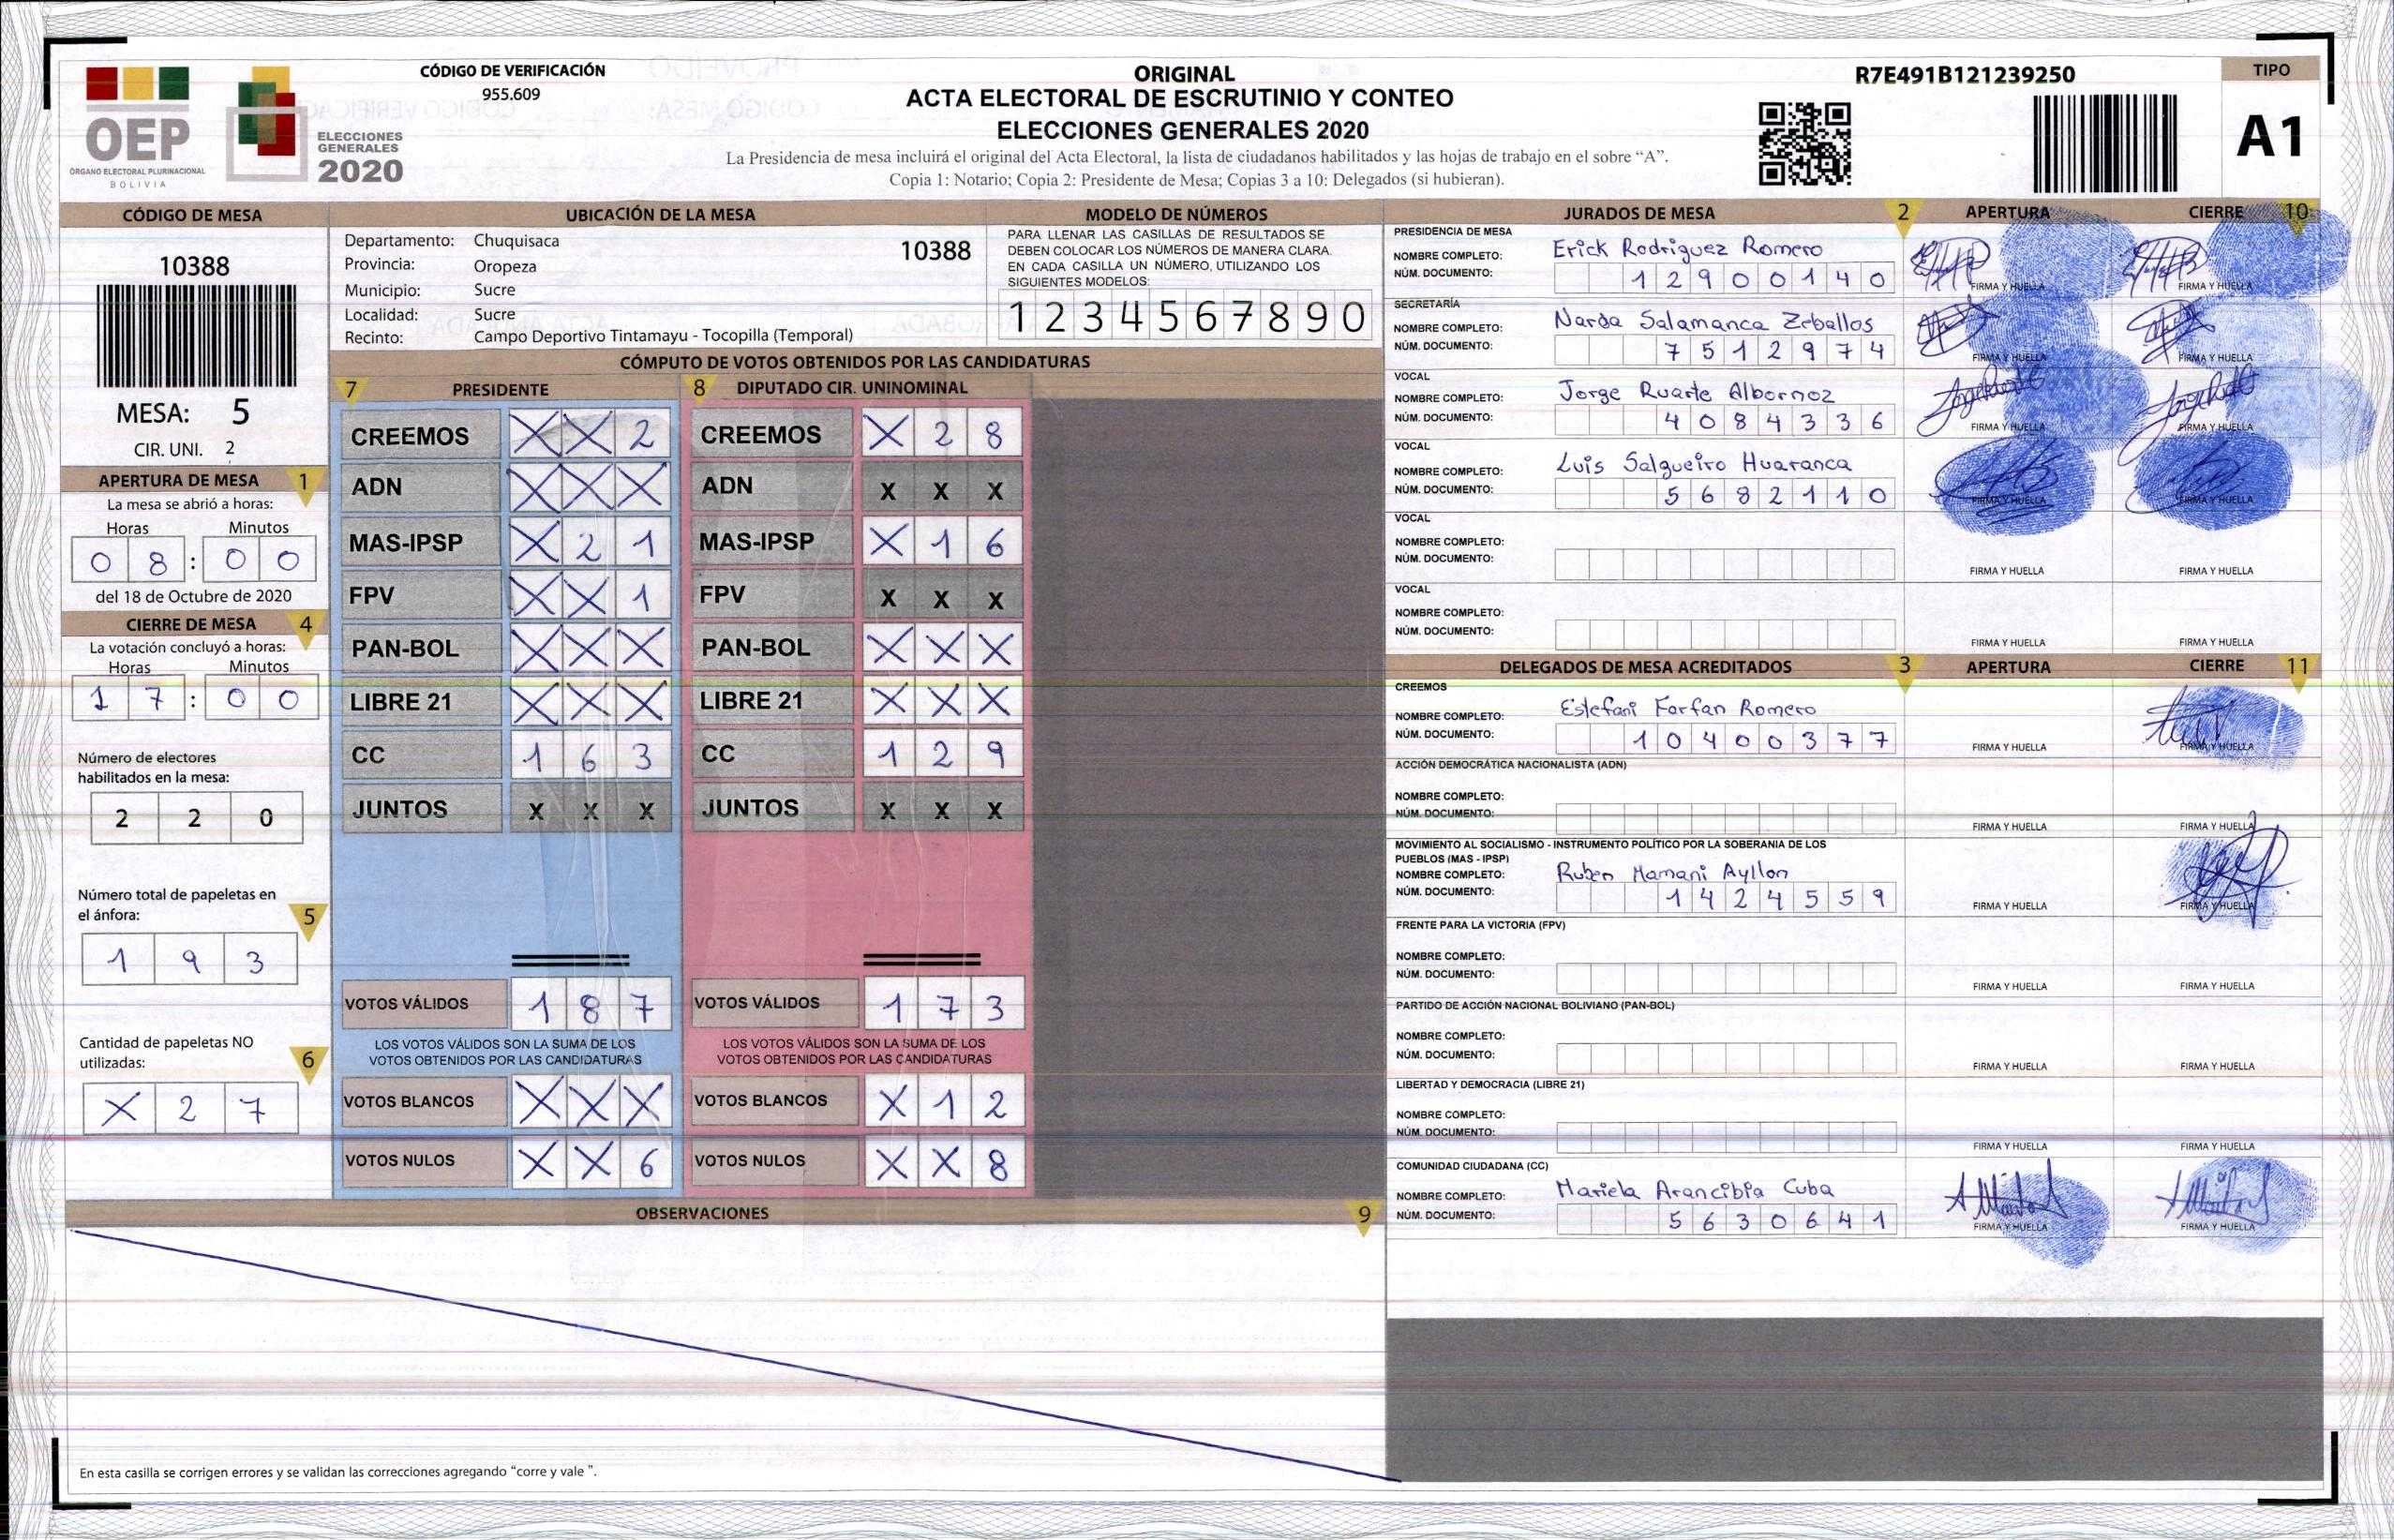 CÓDIGO DE VERIFICACIÓN
955.609
OEP
ÓRGANO ELECTORAL PLURINACIONAL
BOLIVIA
ELECCIONES
GENERALES
2020
ORIGINAL
ACTA ELECTORAL DE ESCRUTINIO Y CONTEO
ELECCIONES GENERALES 2020
La Presidencia de mesa incluirá el original del Acta Electoral, la lista de ciudadanos habilitados y las hojas de trabajo en el sobre “A”.
Copia 1: Notario; Copia 2: Presidente de Mesa; Copias 3 a 10: Delegados (si hubieran).
R7E491B121239250
TIPO
A1
CÓDIGO DE MESA
10388
MESA: 5
CIR. UNI. 2
APERTURA DE MESA 1
La mesa se abrió a horas:
Horas Minutos
0 8 : 0 0
del 18 de Octubre de 2020
CIERRE DE MESA 4
La votación concluyó a horas:
Horas Minutos
1 7 : 0 0
Número de electores
habilitados en la mesa:
2 2 0
Número total de papeletas en
el ánfora: 5
1 9 3
Cantidad de papeletas NO
utilizadas: 6
X 2 7
UBICACIÓN DE LA MESA
Departamento: Chuquisaca 10388
Provincia: Oropeza
Municipio: Sucre
Localidad: Sucre
Recinto: Campo Deportivo Tintamayu - Tocopilla (Temporal)
MODELO DE NÚMEROS
PARA LLENAR LAS CASILLAS DE RESULTADOS SE
DEBEN COLOCAR LOS NÚMEROS DE MANERA CLARA.
EN CADA CASILLA UN NÚMERO, UTILIZANDO LOS
SIGUIENTES MODELOS:
1 2 3 4 5 6 7 8 9 0
CÓMPUTO DE VOTOS OBTENIDOS POR LAS CANDIDATURAS
7 PRESIDENTE 8 DIPUTADO CIR. UNINOMINAL
CREEMOS X X 2 CREEMOS X 2 8
ADN X X X ADN X X X
MAS-IPSP X 2 1 MAS-IPSP X 1 6
FPV X X 1 FPV X X X
PAN-BOL X X X PAN-BOL X X X
LIBRE 21 X X X LIBRE 21 X X X
CC 1 6 3 CC 1 2 9
JUNTOS X X X JUNTOS X X X
VOTOS VÁLIDOS 1 8 7 VOTOS VÁLIDOS 1 7 3
LOS VOTOS VÁLIDOS SON LA SUMA DE LOS LOS VOTOS VÁLIDOS SON LA SUMA DE LOS
VOTOS OBTENIDOS POR LAS CANDIDATURAS VOTOS OBTENIDOS POR LAS CANDIDATURAS
VOTOS BLANCOS X X X VOTOS BLANCOS X 1 2
VOTOS NULOS X X 6 VOTOS NULOS X X 8
OBSERVACIONES 9
En esta casilla se corrigen errores y se validan las correcciones agregando “corre y vale ”.
JURADOS DE MESA 2 APERTURA CIERRE 10
PRESIDENCIA DE MESA
NOMBRE COMPLETO: Erick Rodriguez Romero
NÚM. DOCUMENTO: 1 2 9 0 0 1 4 0
FIRMA Y HUELLA FIRMA Y HUELLA
SECRETARÍA
NOMBRE COMPLETO: Narda Salamanca Zeballos
NÚM. DOCUMENTO: 7 5 1 2 9 7 4
FIRMA Y HUELLA FIRMA Y HUELLA
VOCAL
NOMBRE COMPLETO: Jorge Ruarte Albornoz
NÚM. DOCUMENTO: 4 0 8 4 3 3 6
FIRMA Y HUELLA FIRMA Y HUELLA
VOCAL
NOMBRE COMPLETO: Luis Salgueiro Huaranca
NÚM. DOCUMENTO: 5 6 8 2 1 1 0
FIRMA Y HUELLA FIRMA Y HUELLA
VOCAL
NOMBRE COMPLETO:
NÚM. DOCUMENTO:
FIRMA Y HUELLA FIRMA Y HUELLA
VOCAL
NOMBRE COMPLETO:
NÚM. DOCUMENTO:
FIRMA Y HUELLA FIRMA Y HUELLA
DELEGADOS DE MESA ACREDITADOS 3 APERTURA CIERRE 11
CREEMOS
NOMBRE COMPLETO: Estefani Farfan Romero
NÚM. DOCUMENTO: 1 0 4 0 0 3 7 7
FIRMA Y HUELLA FIRMA Y HUELLA
ACCIÓN DEMOCRÁTICA NACIONALISTA (ADN)
NOMBRE COMPLETO:
NÚM. DOCUMENTO:
FIRMA Y HUELLA FIRMA Y HUELLA
MOVIMIENTO AL SOCIALISMO - INSTRUMENTO POLÍTICO POR LA SOBERANIA DE LOS
PUEBLOS (MAS - IPSP)
NOMBRE COMPLETO: Ruben Mamani Ayllon
NÚM. DOCUMENTO: 1 4 2 4 5 5 9
FIRMA Y HUELLA FIRMA Y HUELLA
FRENTE PARA LA VICTORIA (FPV)
NOMBRE COMPLETO:
NÚM. DOCUMENTO:
FIRMA Y HUELLA FIRMA Y HUELLA
PARTIDO DE ACCIÓN NACIONAL BOLIVIANO (PAN-BOL)
NOMBRE COMPLETO:
NÚM. DOCUMENTO:
FIRMA Y HUELLA FIRMA Y HUELLA
LIBERTAD Y DEMOCRACIA (LIBRE 21)
NOMBRE COMPLETO:
NÚM. DOCUMENTO:
FIRMA Y HUELLA FIRMA Y HUELLA
COMUNIDAD CIUDADANA (CC)
NOMBRE COMPLETO: Mariela Arancibia Cuba
NÚM. DOCUMENTO: 5 6 3 0 6 4 1
FIRMA Y HUELLA FIRMA Y HUELLA